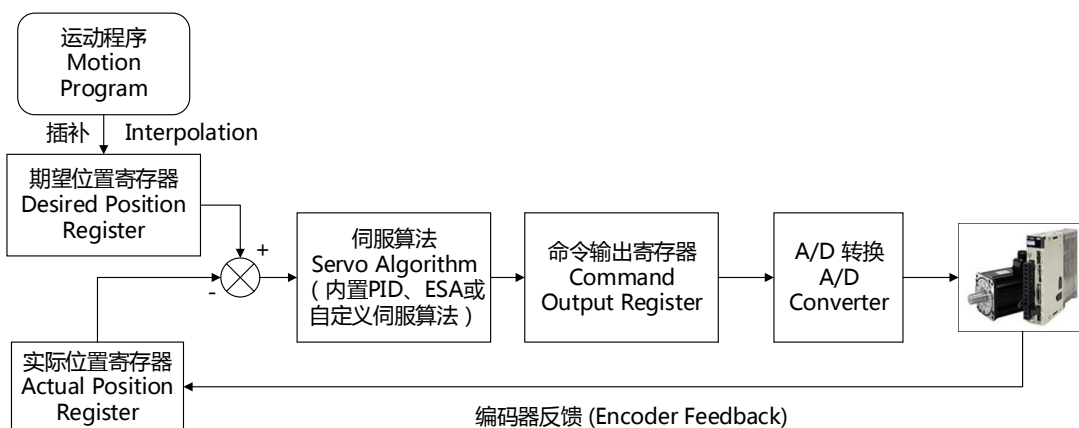 运动程序
Motion
Program
插补 Interpolation
期望位置寄存器
Desired Position
Register
+
-
伺服算法
Servo Algorithm
（内置PID、ESA或
自定义伺服算法）
命令输出寄存器
Command
Output Register
A/D 转换
A/D
Converter
实际位置寄存器
Actual Position
Register
编码器反馈 (Encoder Feedback)